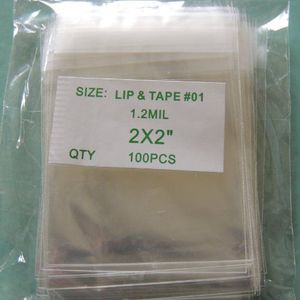 SIZE: LIP & TAPE #01
1.2MIL
2X2"
QTY 100PCS